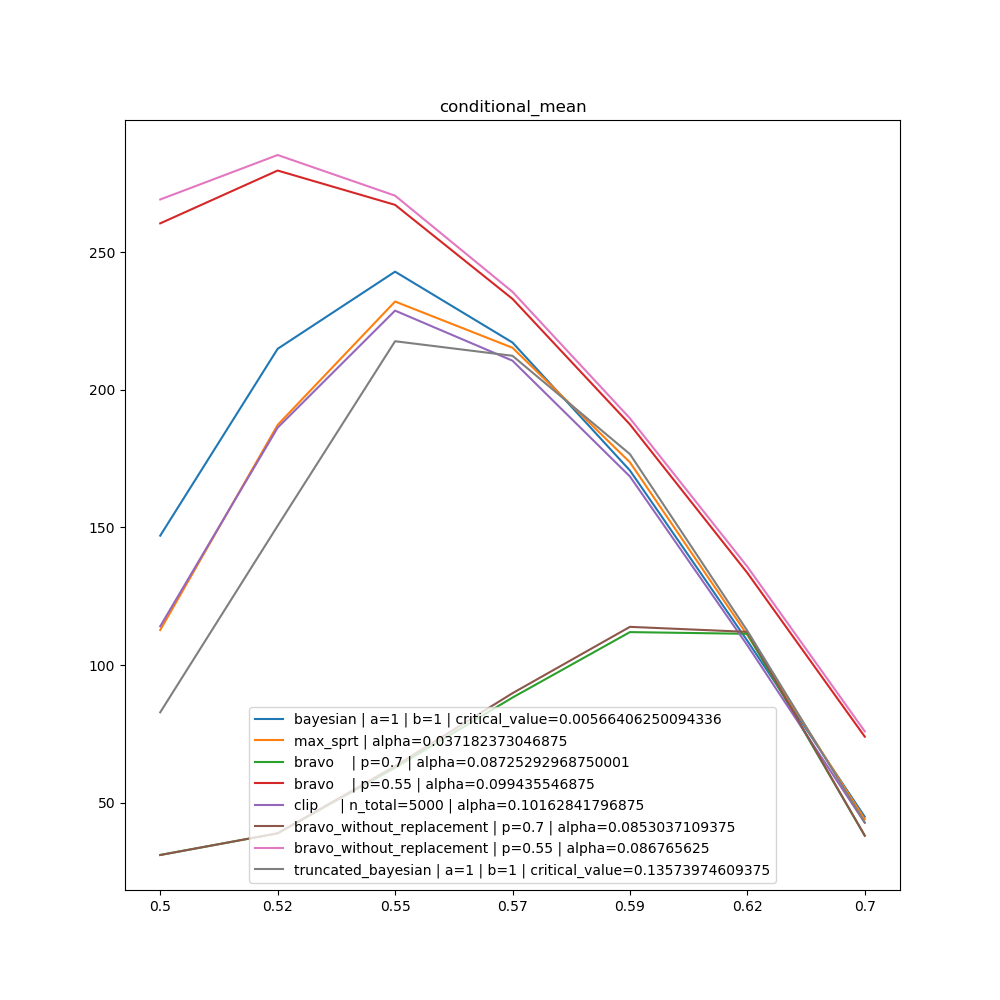 conditional_mean
250
200
150
100
50
bayesian | a=1 | b=1 | critical_value=0.00566406250094336
max_sprt | alpha=0.037182373046875
bravo | p=0.7 | alpha=0.08725292968750001
bravo | p=0.55 | alpha=0.099435546875
clip | n_total=5000 | alpha=0.10162841796875
bravo_without_replacement | p=0.7 | alpha=0.0853037109375
bravo_without_replacement | p=0.55 | alpha=0.086765625
truncated_bayesian | a=1 | b=1 | critical_value=0.13573974609375
0.5 0.52 0.55 0.57 0.59 0.62 0.7